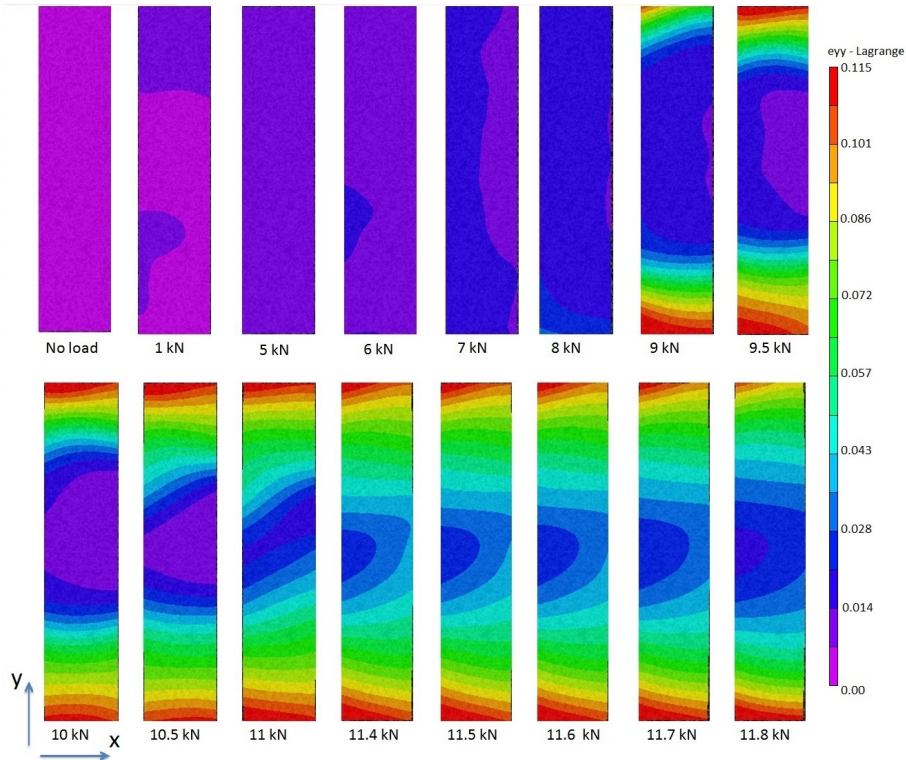 eyy - Lagrange
0.115
0.101
0.086
0.072
0.057
0.043
0.028
0.014
0.00
No load 1 kN 5 kN 6 kN 7 kN 8 kN 9 kN 9.5 kN
y
x
10 kN 10.5 kN 11 kN 11.4 kN 11.5 kN 11.6 kN 11.7 kN 11.8 kN